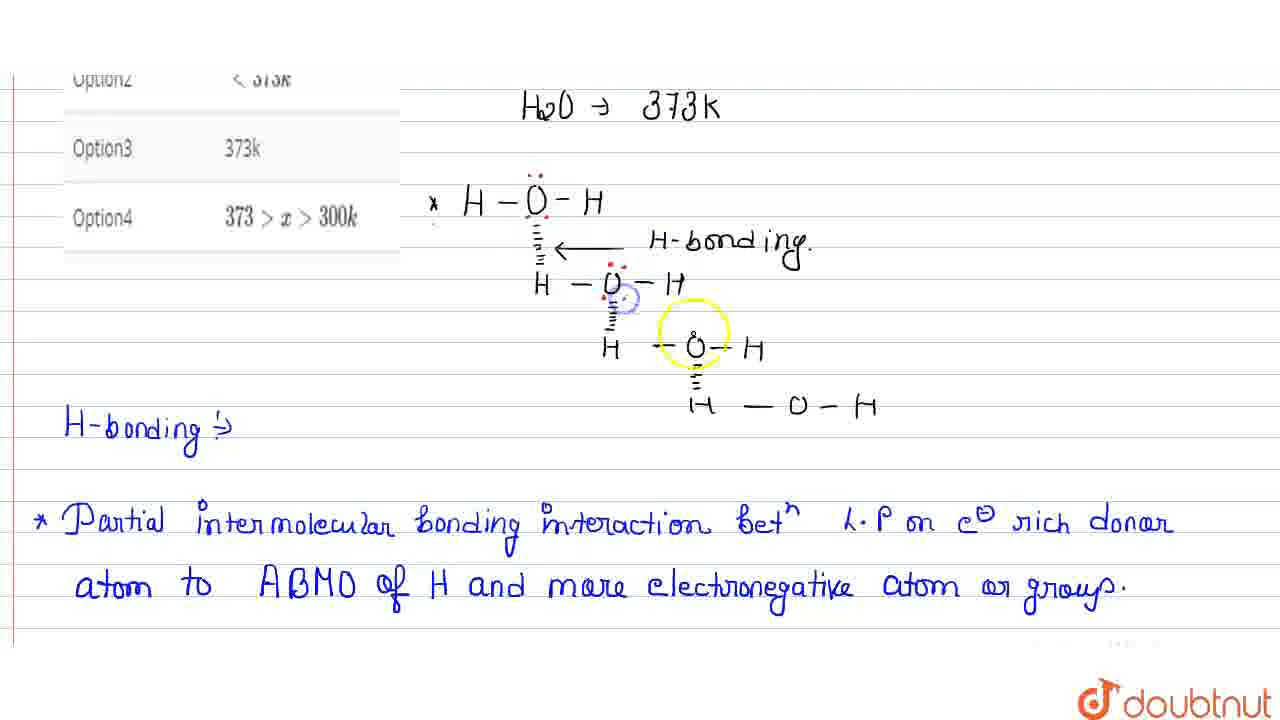 Option2 < 373k
H2O → 373K
Option3 373k
H – O – H
Option4 373 > x > 300k
* H-bonding.
H – O – H
H – O – H
H – O – H
H-bonding :→
* Partial intermolecular bonding interaction betⁿ L.P on e⊖ rich donar
atom to ABMO of H and more electronegative atom or group.
doubtnut